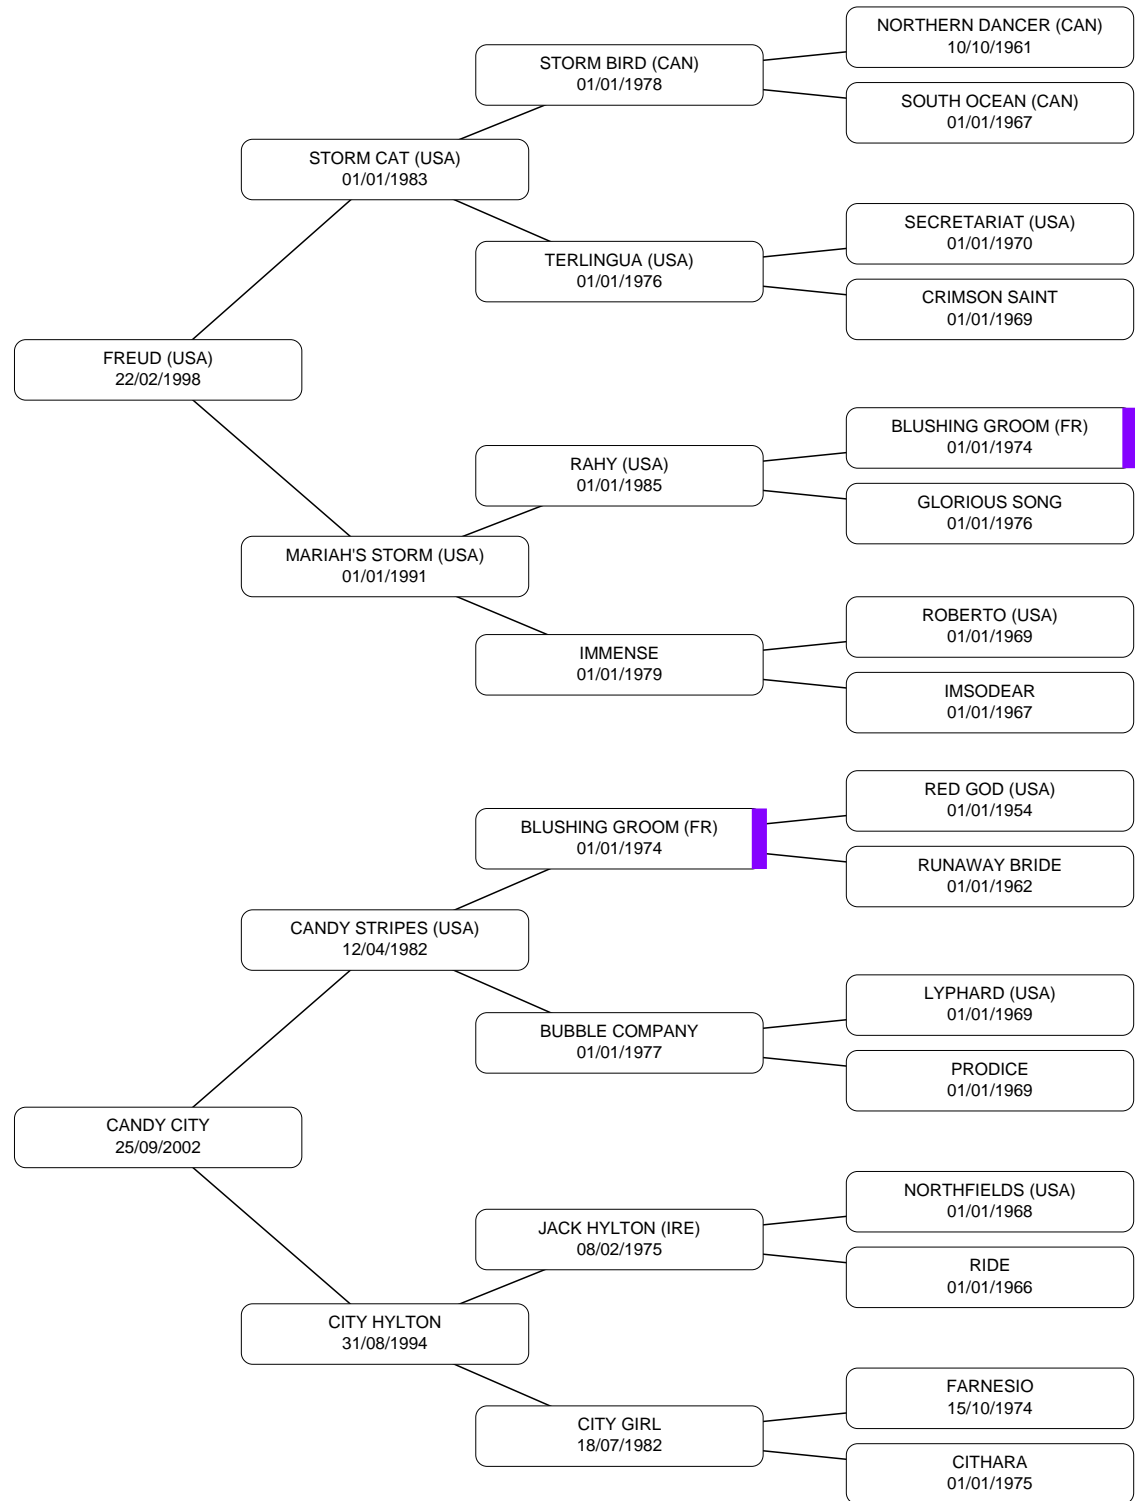 NORTHERN DANCER (CAN)
10/10/1961
STORM BIRD (CAN)
01/01/1978
SOUTH OCEAN (CAN)
01/01/1967
STORM CAT (USA)
01/01/1983
SECRETARIAT (USA)
01/01/1970
TERLINGUA (USA)
01/01/1976
CRIMSON SAINT
01/01/1969
FREUD (USA)
22/02/1998
BLUSHING GROOM (FR)
01/01/1974
RAHY (USA)
01/01/1985
GLORIOUS SONG
01/01/1976
MARIAH'S STORM (USA)
01/01/1991
ROBERTO (USA)
01/01/1969
IMMENSE
01/01/1979
IMSODEAR
01/01/1967
RED GOD (USA)
01/01/1954
BLUSHING GROOM (FR)
01/01/1974
RUNAWAY BRIDE
01/01/1962
CANDY STRIPES (USA)
12/04/1982
LYPHARD (USA)
01/01/1969
BUBBLE COMPANY
01/01/1977
PRODICE
01/01/1969
CANDY CITY
25/09/2002
NORTHFIELDS (USA)
01/01/1968
JACK HYLTON (IRE)
08/02/1975
RIDE
01/01/1966
CITY HYLTON
31/08/1994
FARNESIO
15/10/1974
CITY GIRL
18/07/1982
CITHARA
01/01/1975